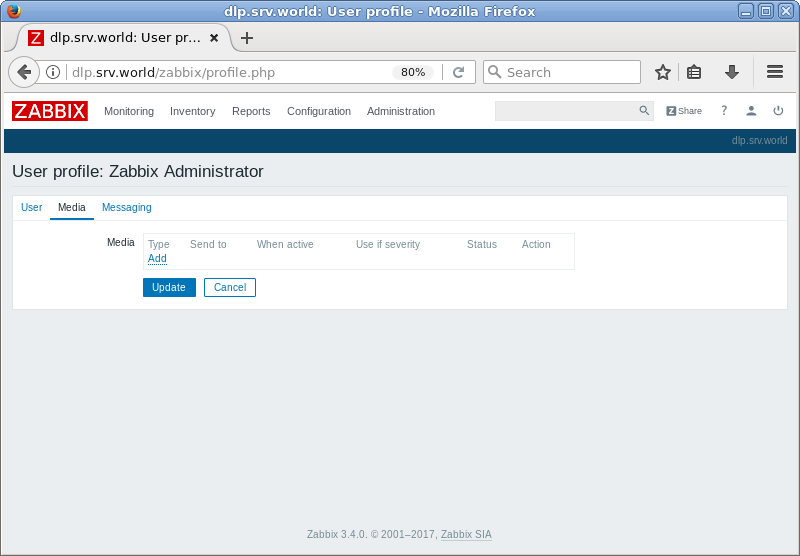 dlp.srv.world: User profile - Mozilla Firefox
Z dlp.srv.world: User pr...
dlp.srv.world/zabbix/profile.php 80% Search
ZABBIX Monitoring Inventory Reports Configuration Administration Z Share ?
dlp.srv.world
User profile: Zabbix Administrator
User Media Messaging
Media Type Send to When active Use if severity Status Action
Add
Update Cancel
Zabbix 3.4.0. © 2001–2017, Zabbix SIA